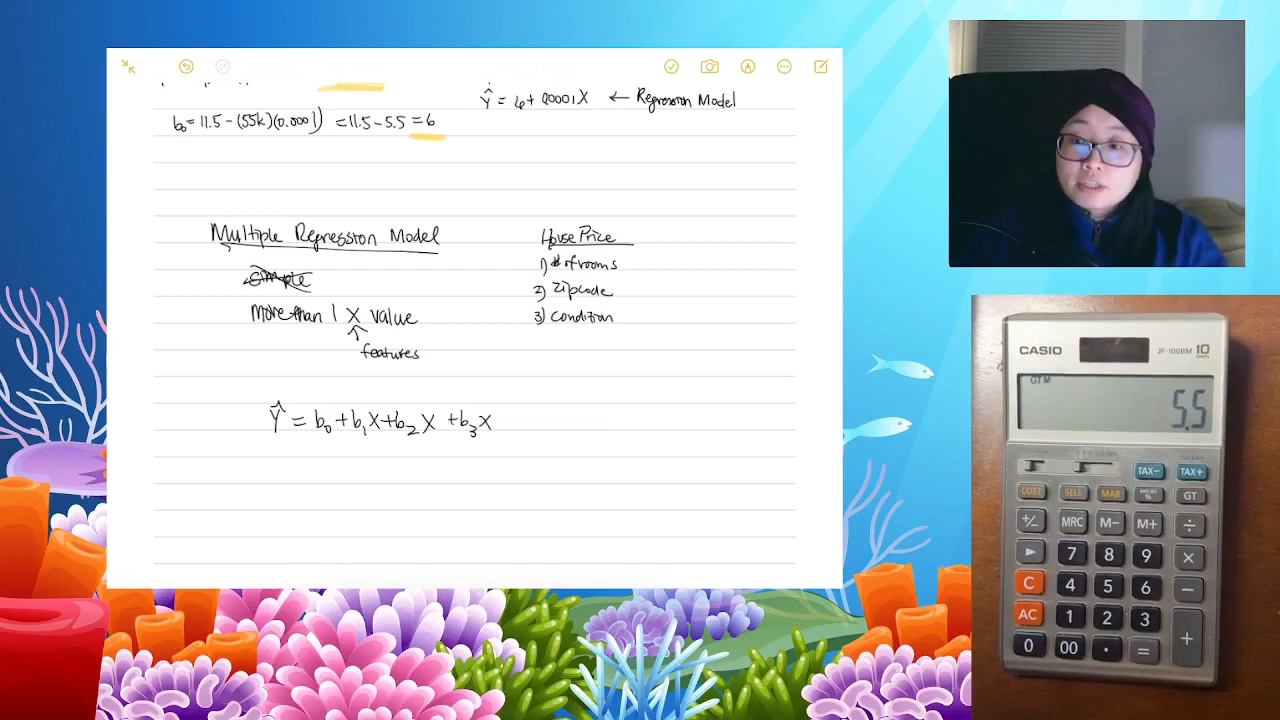 b₀ = 11.5 - (55k)(0.0001) = 11.5 - 5.5 = 6
Ŷ = 6 + 0.0001X ← Regression Model
Multiple Regression Model
simple
more than 1 X value
features
Ŷ = b₀ + b₁X + b₂X + b₃X
House Price
1) # of rooms
2) Zipcode
3) Condition
CASIO JF-100BM 10
GT M
5.5
TAX- TAX+
COST SELL MAR % GT
+/- MRC M- M+ ÷
▶ 7 8 9 ×
C 4 5 6 −
AC 1 2 3 +
0 00 · =